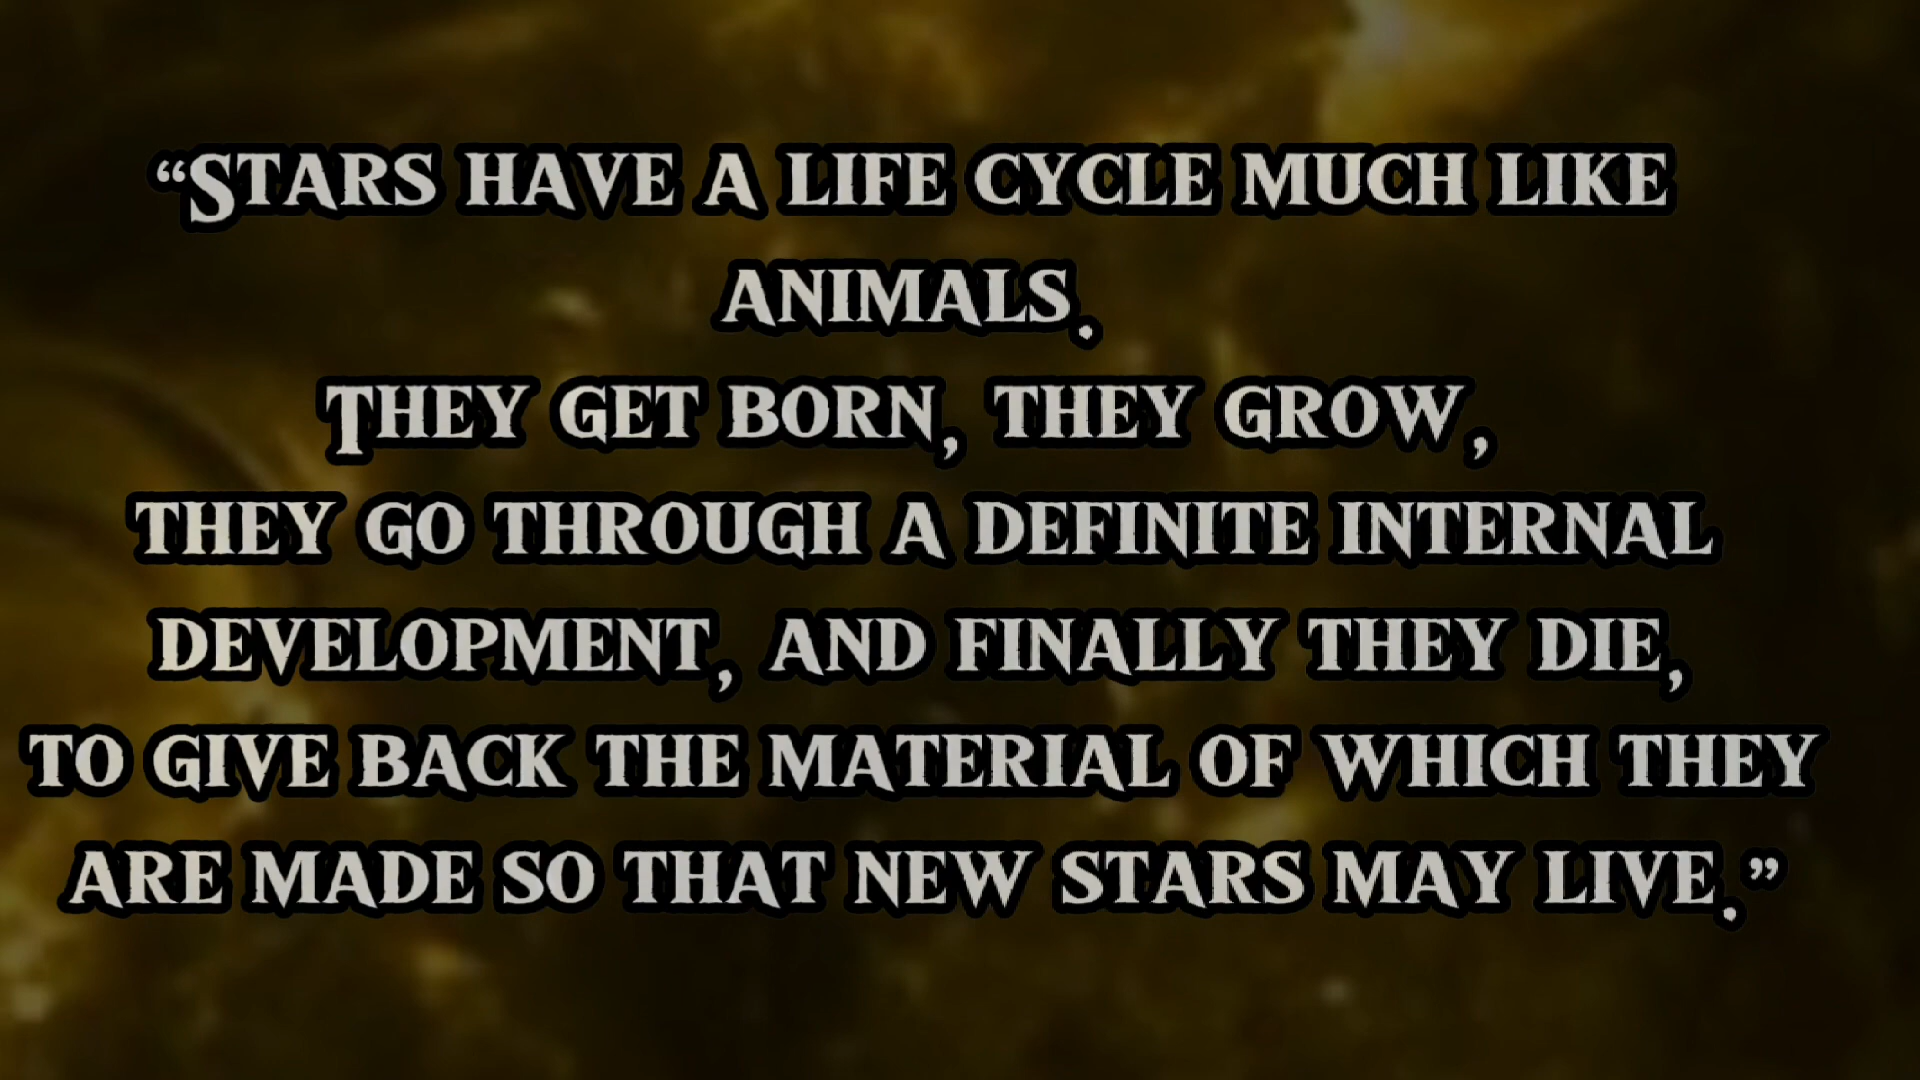 “Stars have a life cycle much like
animals.
They get born, they grow,
they go through a definite internal
development, and finally they die,
to give back the material of which they
are made so that new stars may live.”